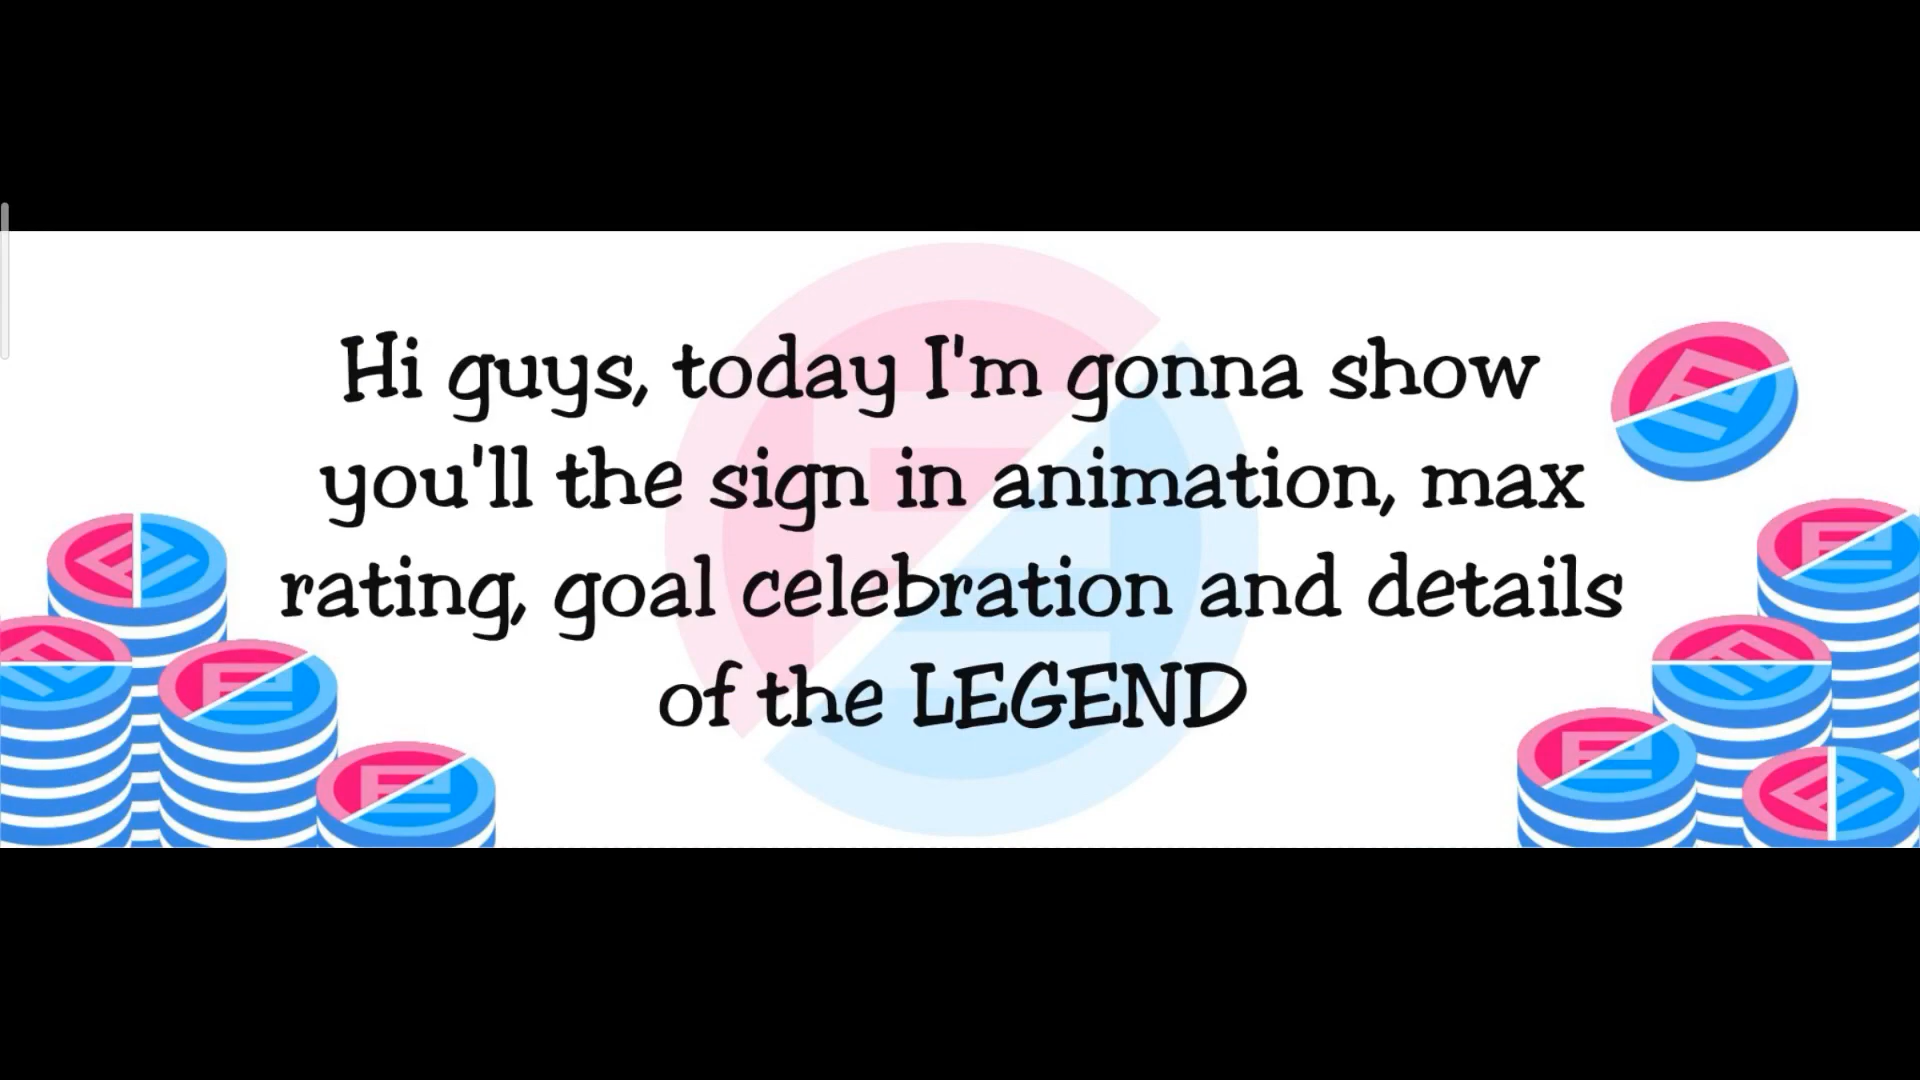 Hi guys, today I'm gonna show
you'll the sign in animation, max
rating, goal celebration and details
of the LEGEND